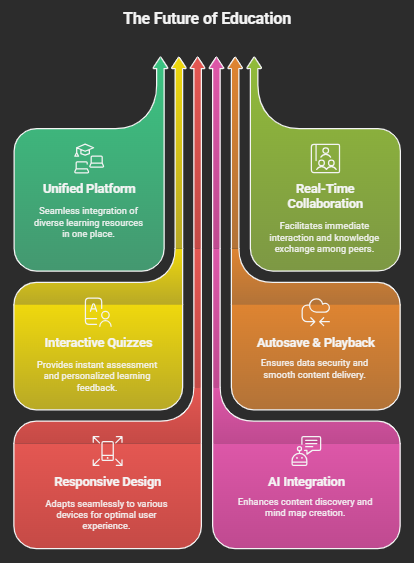 The Future of Education
Unified Platform
Seamless integration of
diverse learning resources
in one place.
Real-Time
Collaboration
Facilitates immediate
interaction and knowledge
exchange among peers.
A
Interactive Quizzes
Provides instant assessment
and personalized learning
feedback.
Autosave & Playback
Ensures data security and
smooth content delivery.
Responsive Design
Adapts seamlessly to various
devices for optimal user
experience.
AI Integration
Enhances content discovery and
mind map creation.